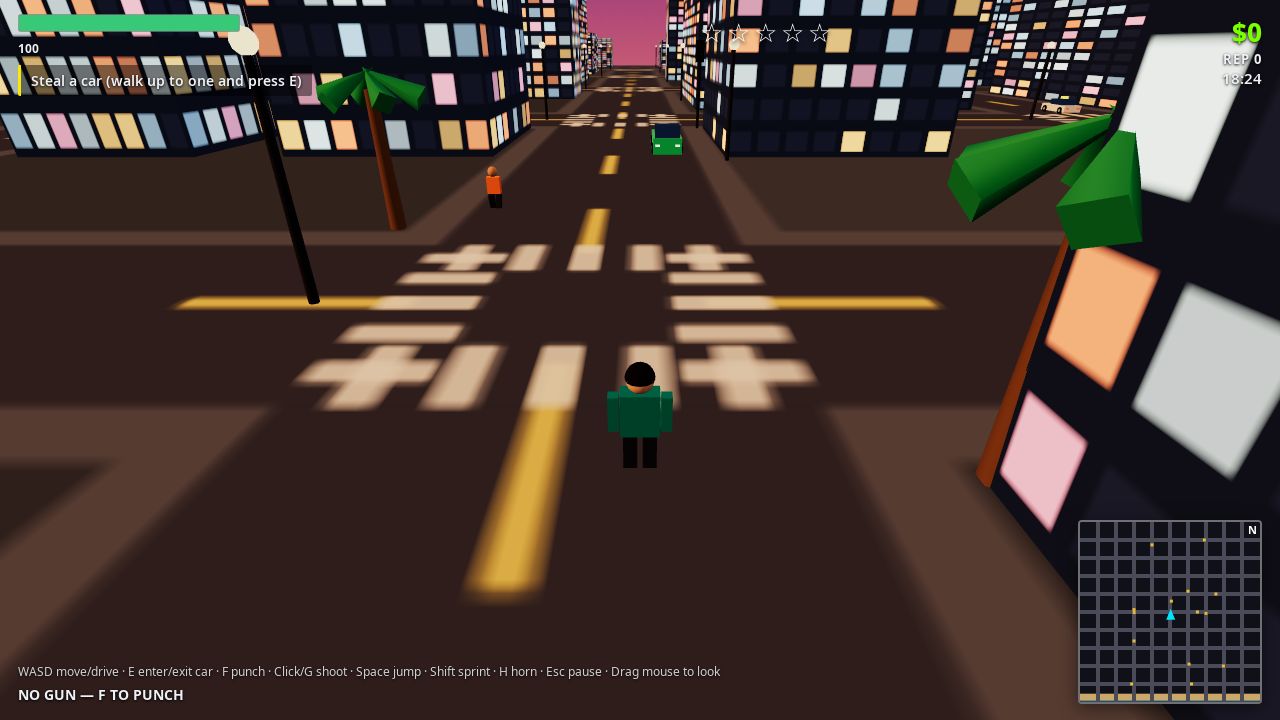 100
Steal a car (walk up to one and press E)
☆☆☆☆☆
$0
REP 0
18:24
N
WASD move/drive · E enter/exit car · F punch · Click/G shoot · Space jump · Shift sprint · H horn · Esc pause · Drag mouse to look
NO GUN — F TO PUNCH